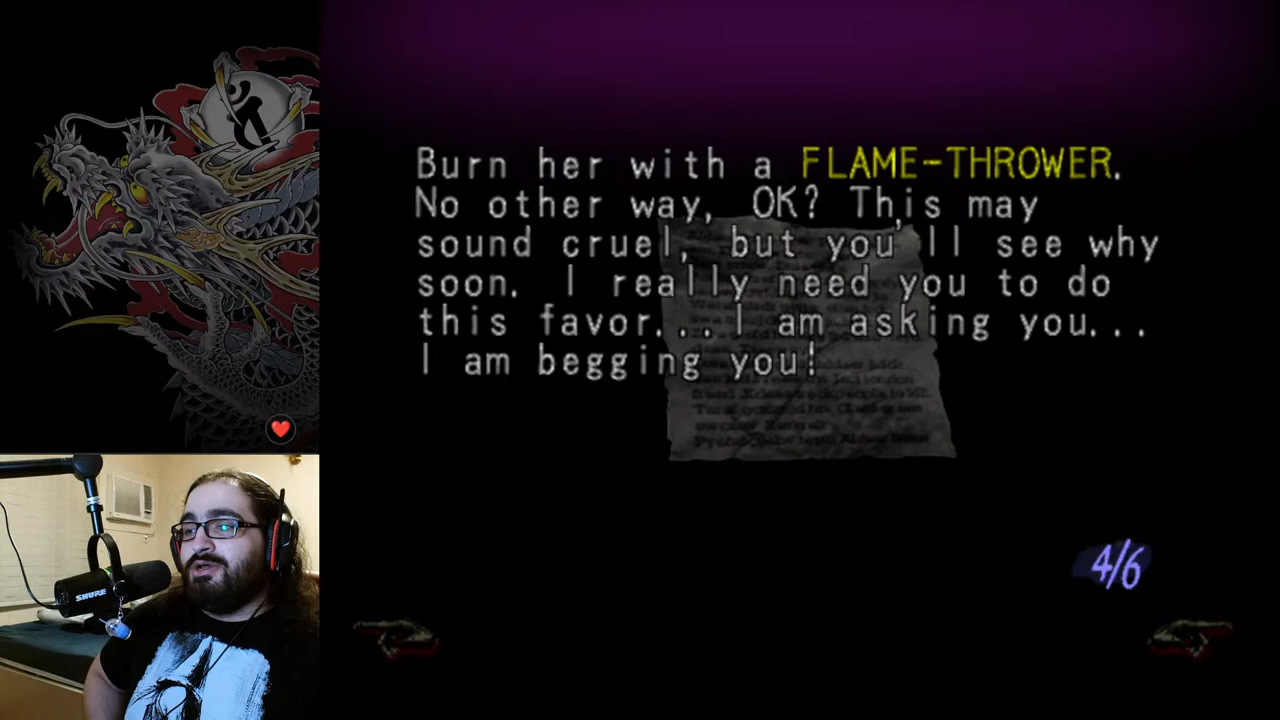 Burn her with a FLAME-THROWER.
No other way, OK? This may
sound cruel, but you'll see why
soon. I really need you to do
this favor... I am asking you...
I am begging you!
4/6
SHURE